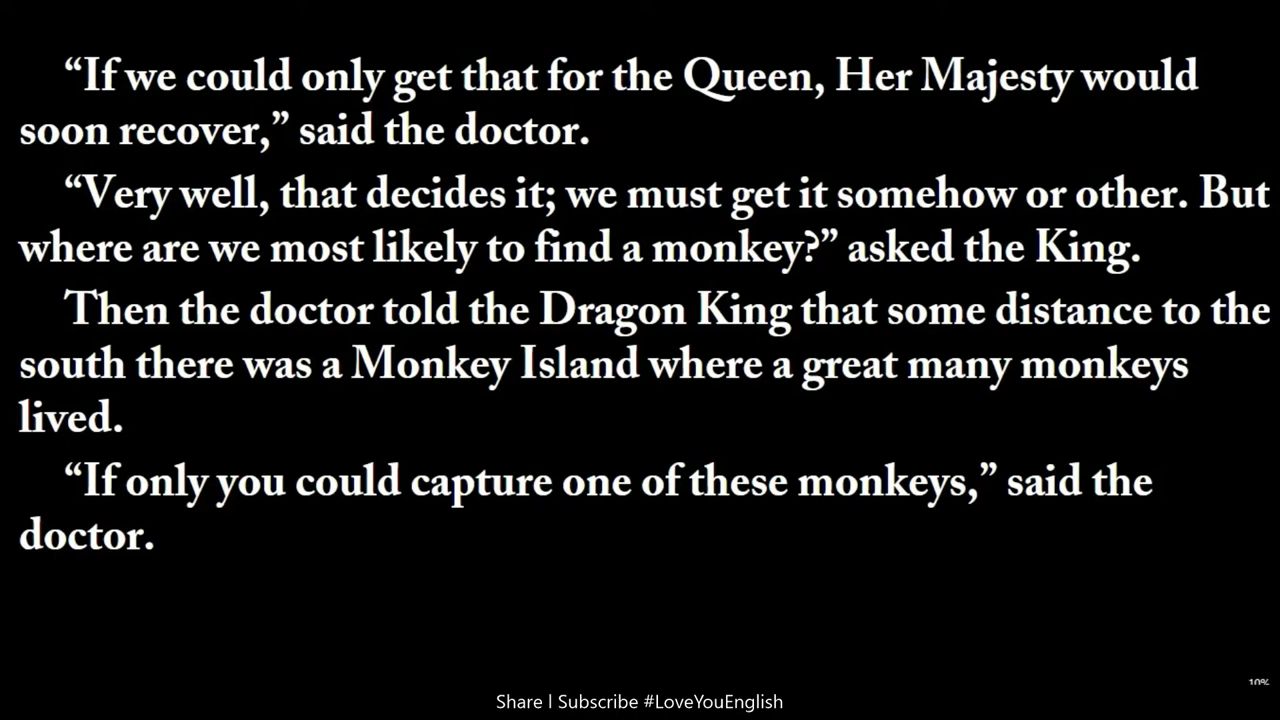 “If we could only get that for the Queen, Her Majesty would
soon recover,” said the doctor.
“Very well, that decides it; we must get it somehow or other. But
where are we most likely to find a monkey?” asked the King.
Then the doctor told the Dragon King that some distance to the
south there was a Monkey Island where a great many monkeys
lived.
“If only you could capture one of these monkeys,” said the
doctor.
10%
Share | Subscribe #LoveYouEnglish